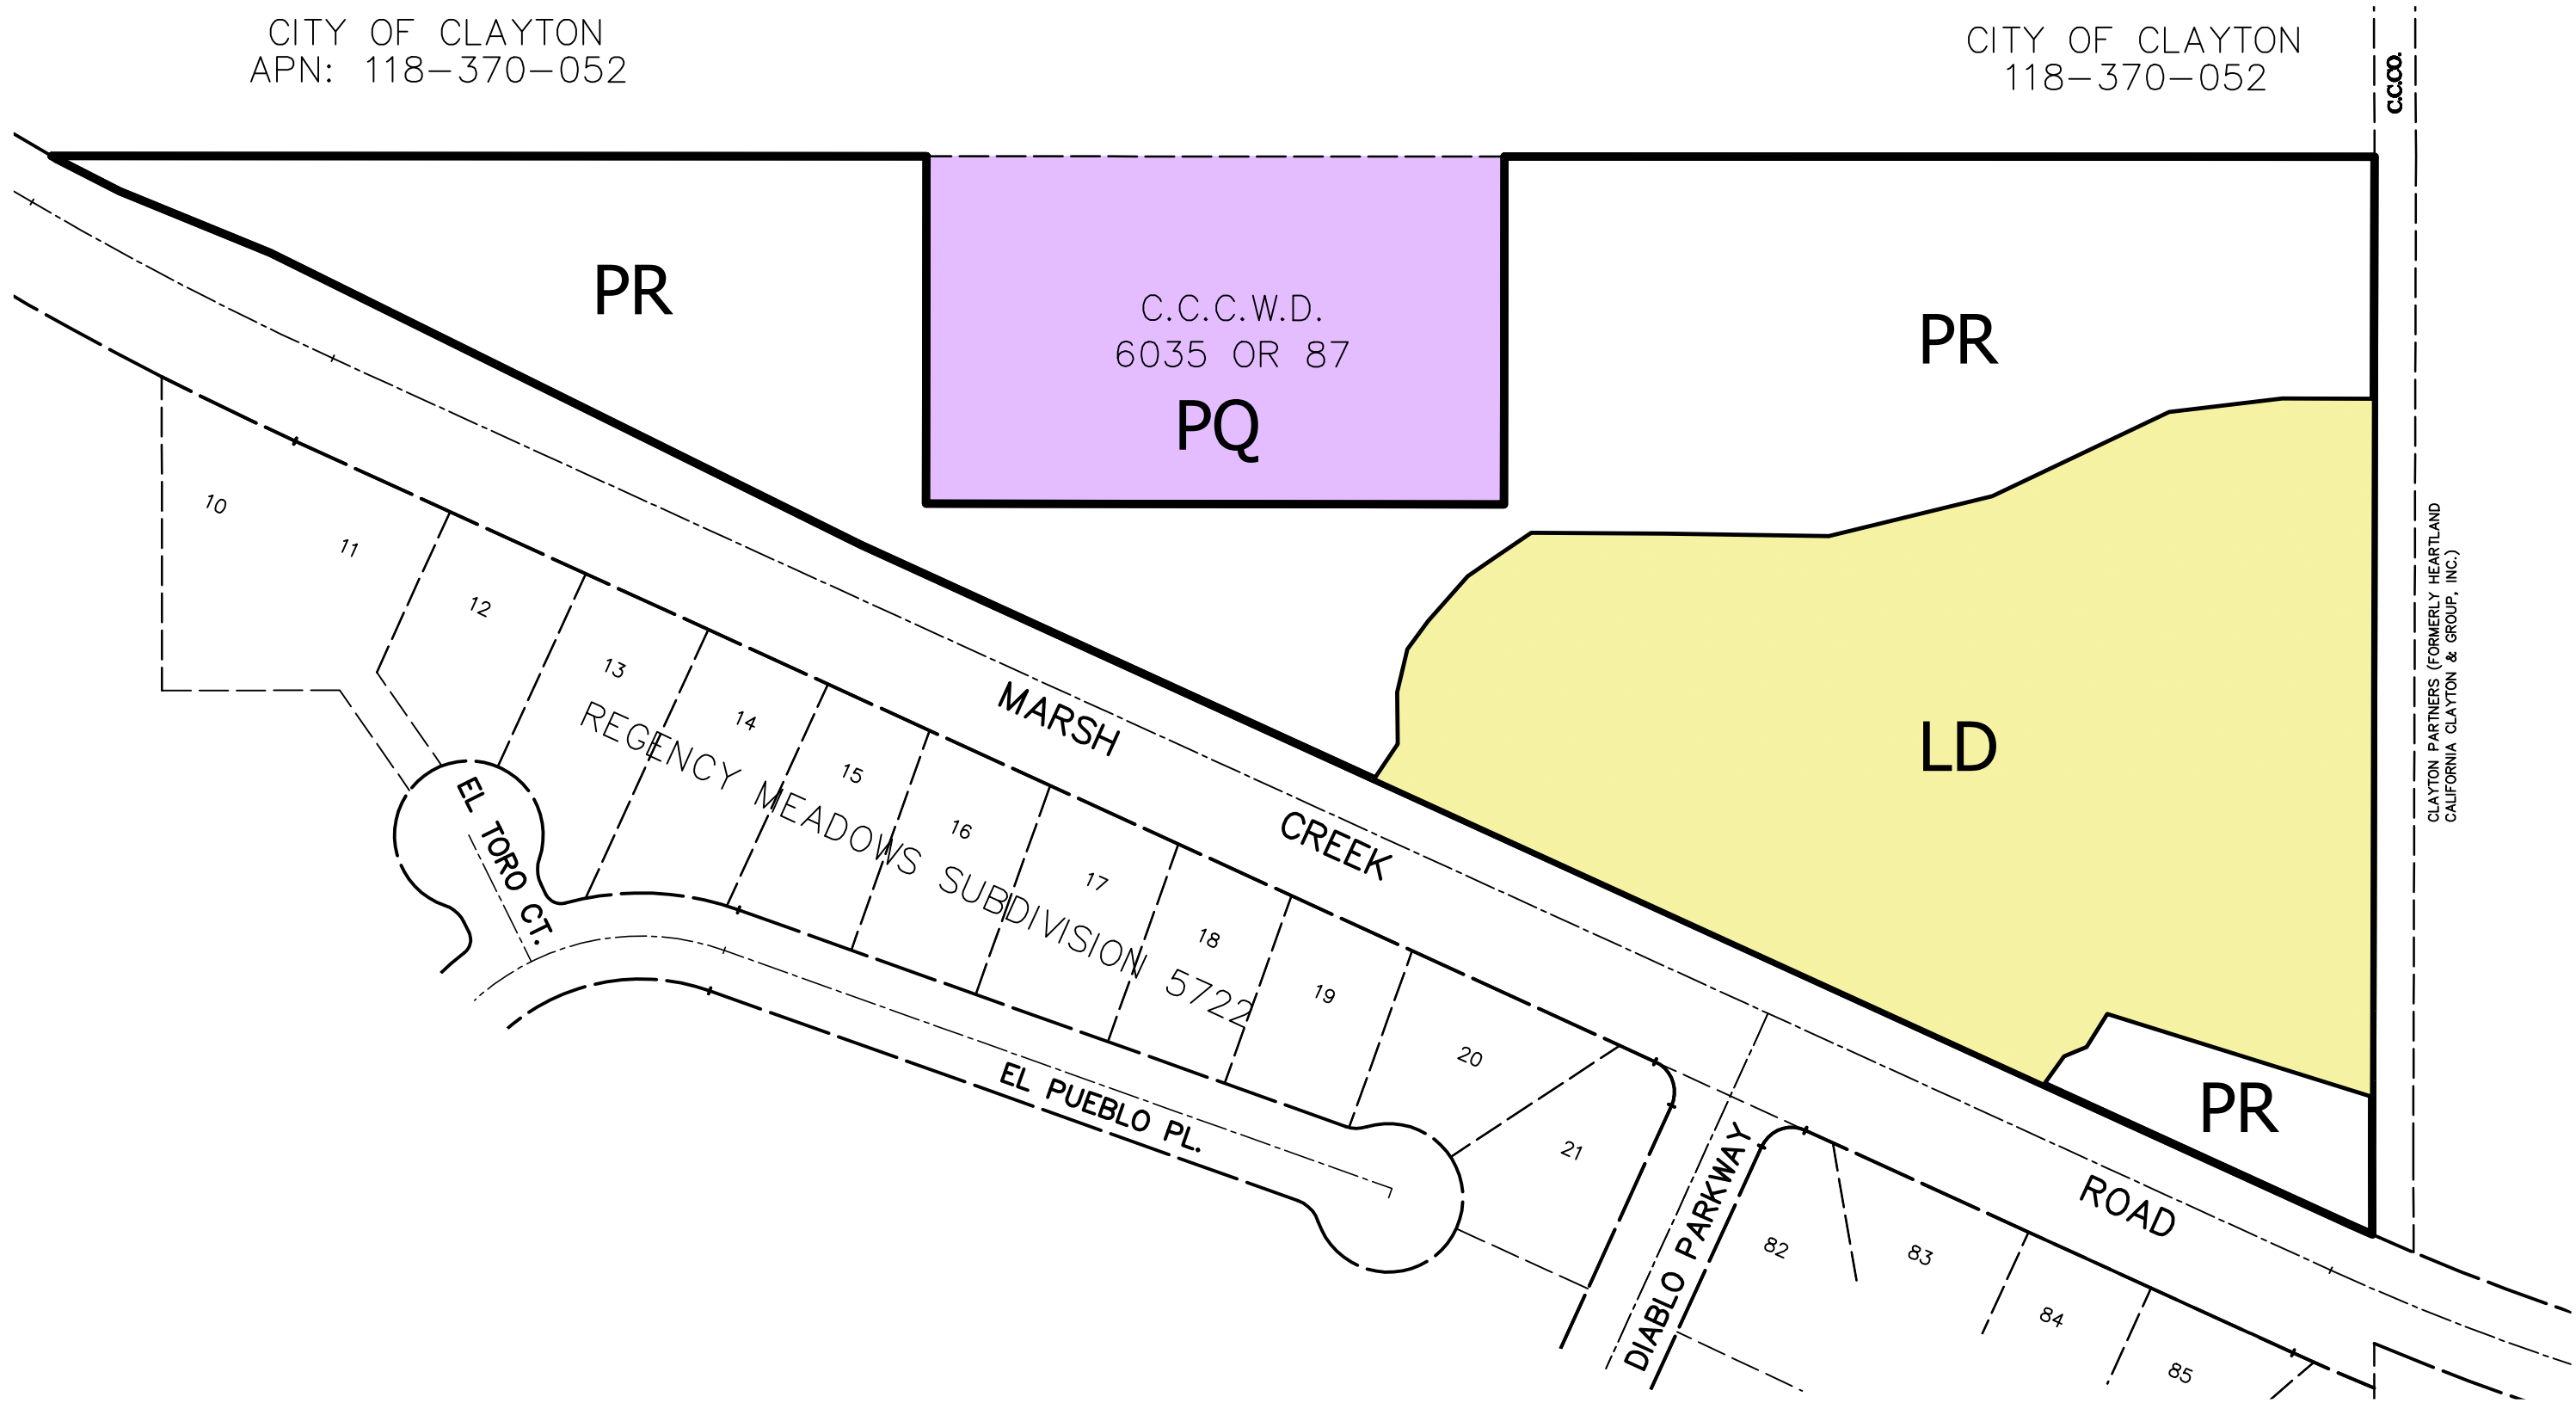 CITY OF CLAYTON
APN: 118-370-052
CITY OF CLAYTON
118-370-052
C.C.CO.
PR
C.C.C.W.D.
6035 OR 87
PQ
PR
CLAYTON PARTNERS (FORMERLY HEARTLAND
CALIFORNIA CLAYTON & GROUP, INC.)
LD
PR
MARSH
CREEK
ROAD
10
11
12
13
14
15
16
17
18
19
20
21
REGENCY MEADOWS SUBDIVISION 5722
EL TORO CT.
EL PUEBLO PL.
DIABLO PARKWAY
82
83
84
85